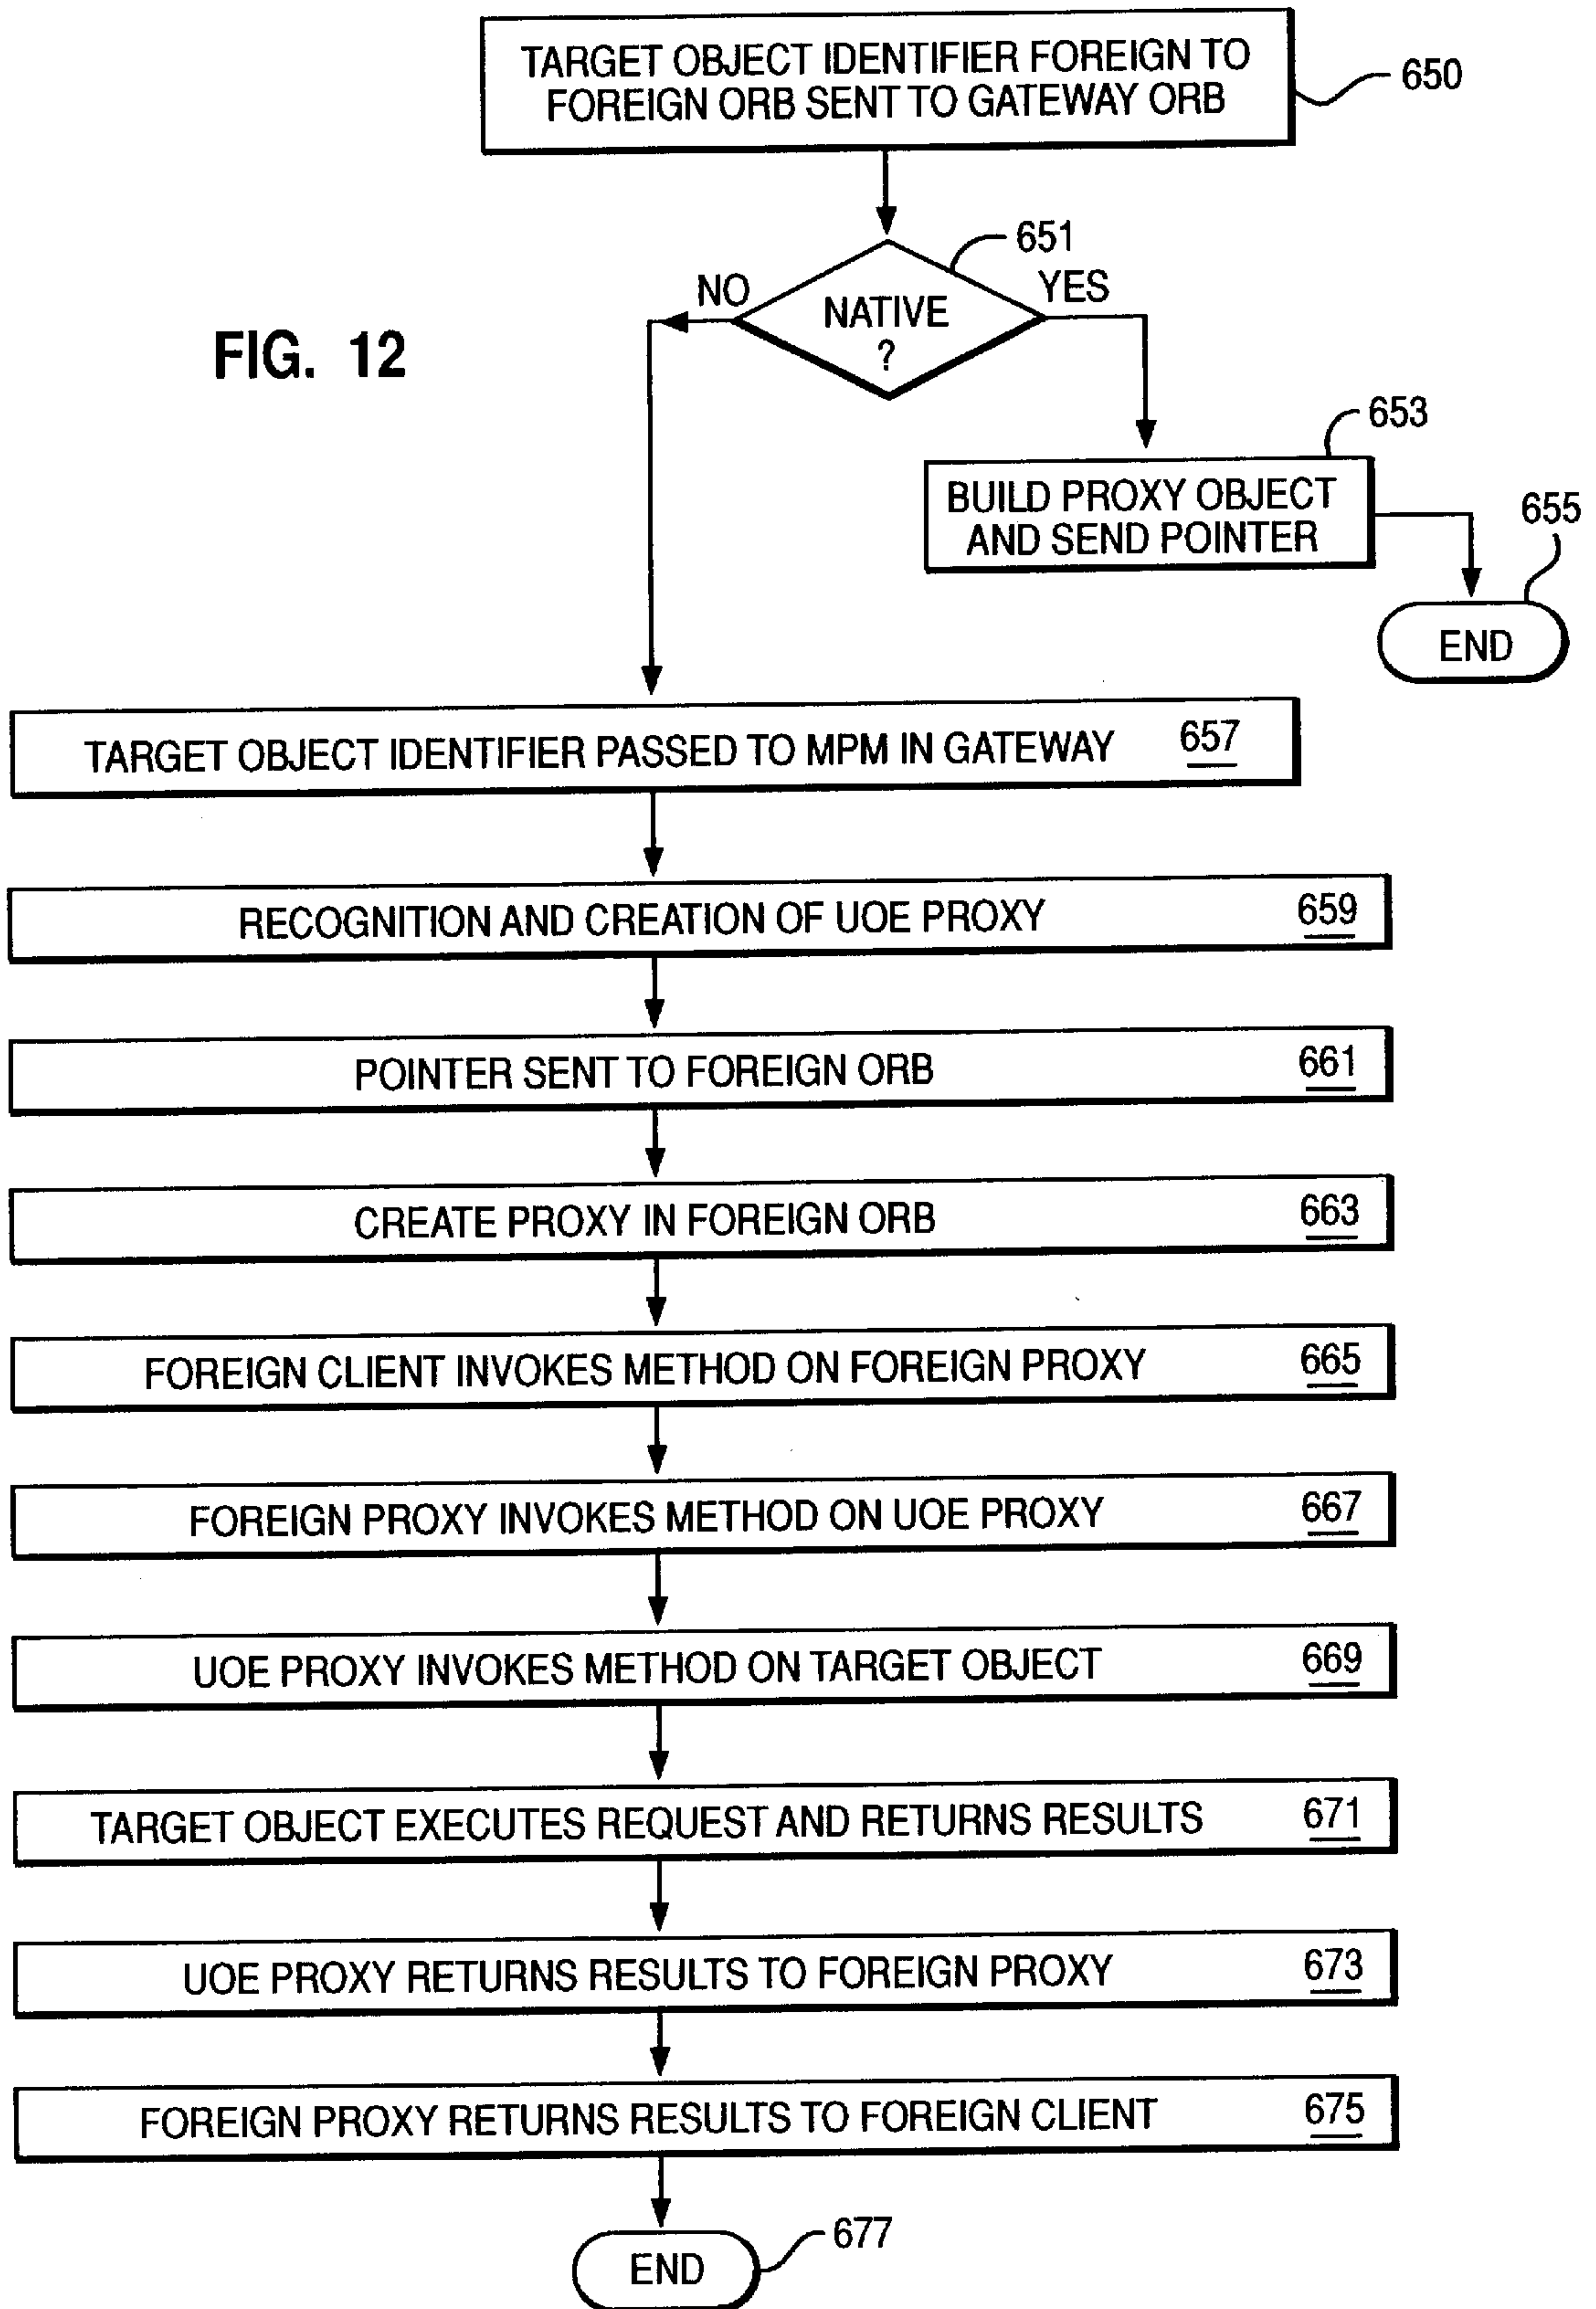 TARGET OBJECT IDENTIFIER FOREIGN TO
FOREIGN ORB SENT TO GATEWAY ORB
650
651
NO
YES
NATIVE
?
FIG. 12
653
BUILD PROXY OBJECT
AND SEND POINTER
655
END
TARGET OBJECT IDENTIFIER PASSED TO MPM IN GATEWAY 657
RECOGNITION AND CREATION OF UOE PROXY 659
POINTER SENT TO FOREIGN ORB 661
CREATE PROXY IN FOREIGN ORB 663
FOREIGN CLIENT INVOKES METHOD ON FOREIGN PROXY 665
FOREIGN PROXY INVOKES METHOD ON UOE PROXY 667
UOE PROXY INVOKES METHOD ON TARGET OBJECT 669
TARGET OBJECT EXECUTES REQUEST AND RETURNS RESULTS 671
UOE PROXY RETURNS RESULTS TO FOREIGN PROXY 673
FOREIGN PROXY RETURNS RESULTS TO FOREIGN CLIENT 675
END
677